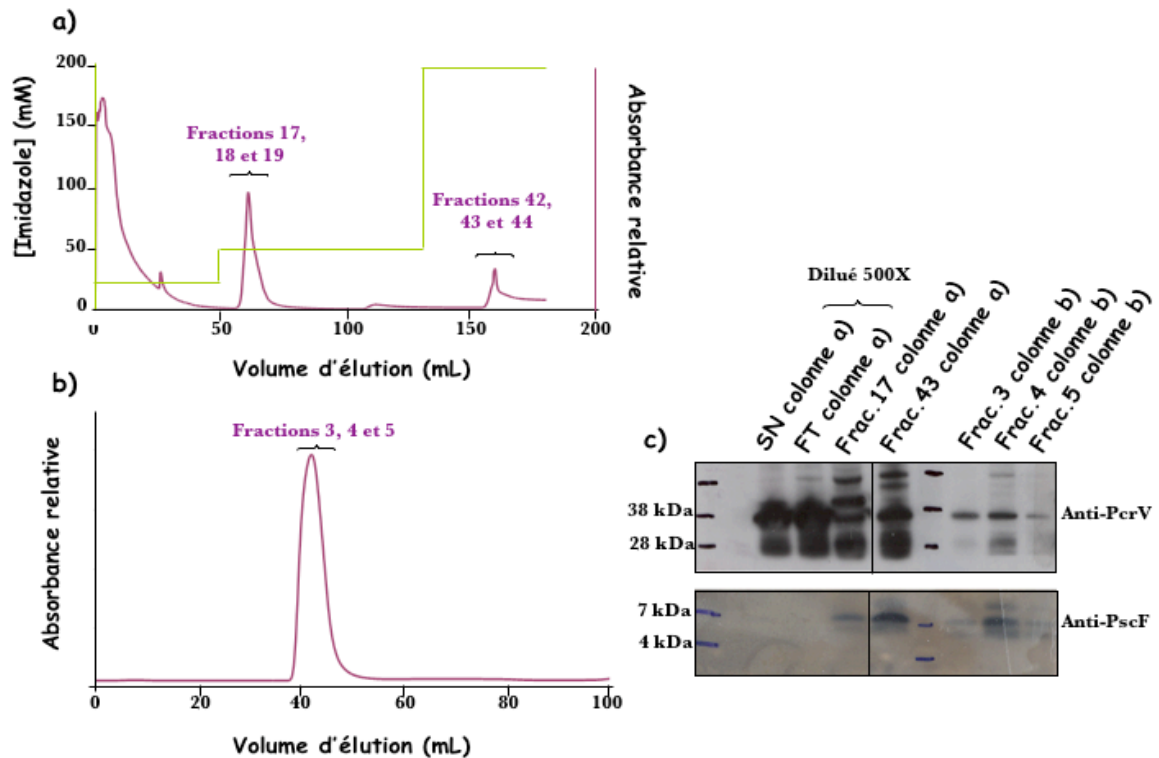 a)
200
150
100
50
0
[Imidazole] (mM)
Fractions 17,
18 et 19
Fractions 42,
43 et 44
Absorbance relative
0
50
100
150
200
Volume d'élution (mL)
b)
Fractions 3, 4 et 5
Absorbance relative
0
20
40
60
80
100
Volume d'élution (mL)
c)
Dilué 500X
SN colonne a)
FT colonne a)
Frac. 17 colonne a)
Frac. 43 colonne a)
Frac. 3 colonne b)
Frac. 4 colonne b)
Frac. 5 colonne b)
38 kDa
28 kDa
Anti-PcrV
7 kDa
4 kDa
Anti-PscF